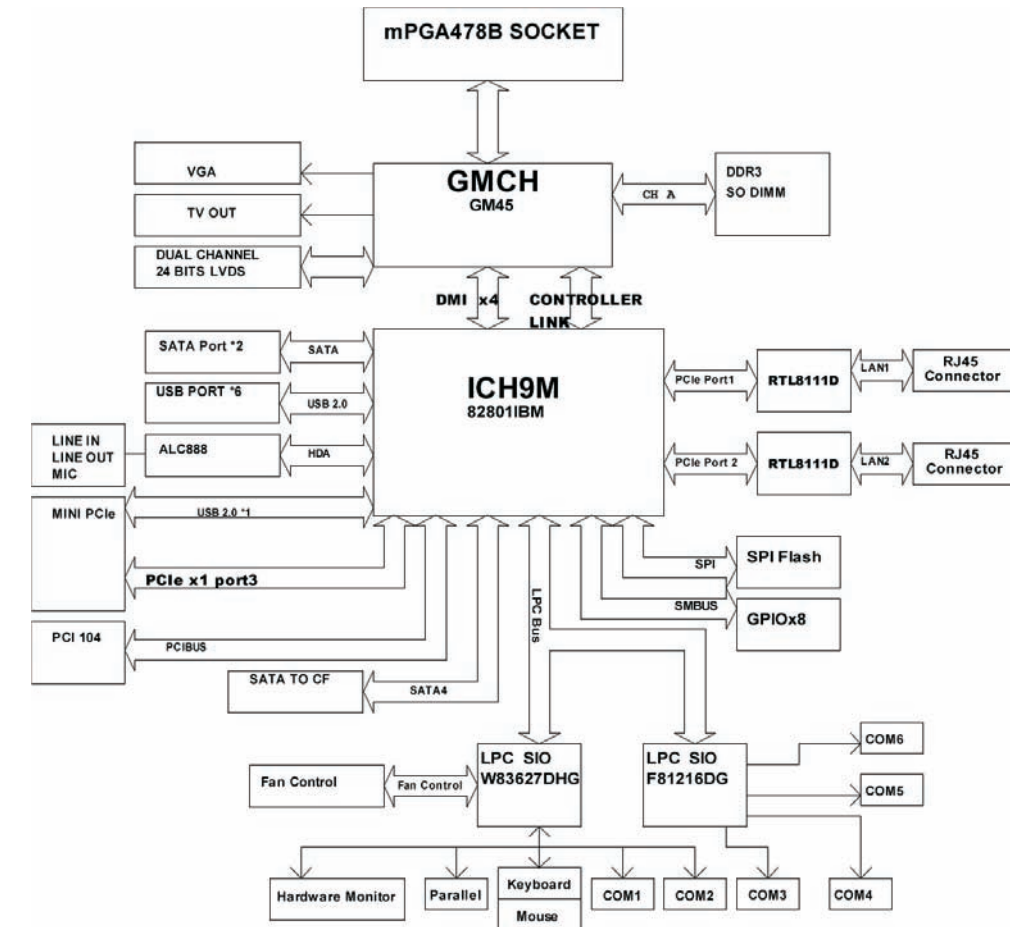 mPGA478B SOCKET
VGA
GMCH
GM45
DDR3
SO DIMM
CH A
TV OUT
DUAL CHANNEL
24 BITS LVDS
DMI x4
CONTROLLER
LINK
SATA Port *2
SATA
ICH9M
82801IBM
PCIe Port1
RTL8111D
LAN1
RJ45
Connector
USB PORT *6
USB 2.0
LINE IN
LINE OUT
MIC
ALC888
HDA
PCIe Port 2
RTL8111D
LAN2
RJ45
Connector
MINI PCIe
USB 2.0 *1
PCIe x1 port3
LPC Bus
SPI
SPI Flash
SMBUS
GPIOx8
PCI 104
PCIBUS
SATA TO CF
SATA4
LPC SIO
W83627DHG
LPC SIO
F81216DG
COM6
Fan Control
Fan Control
COM5
Hardware Monitor
Parallel
Keyboard
Mouse
COM1
COM2
COM3
COM4